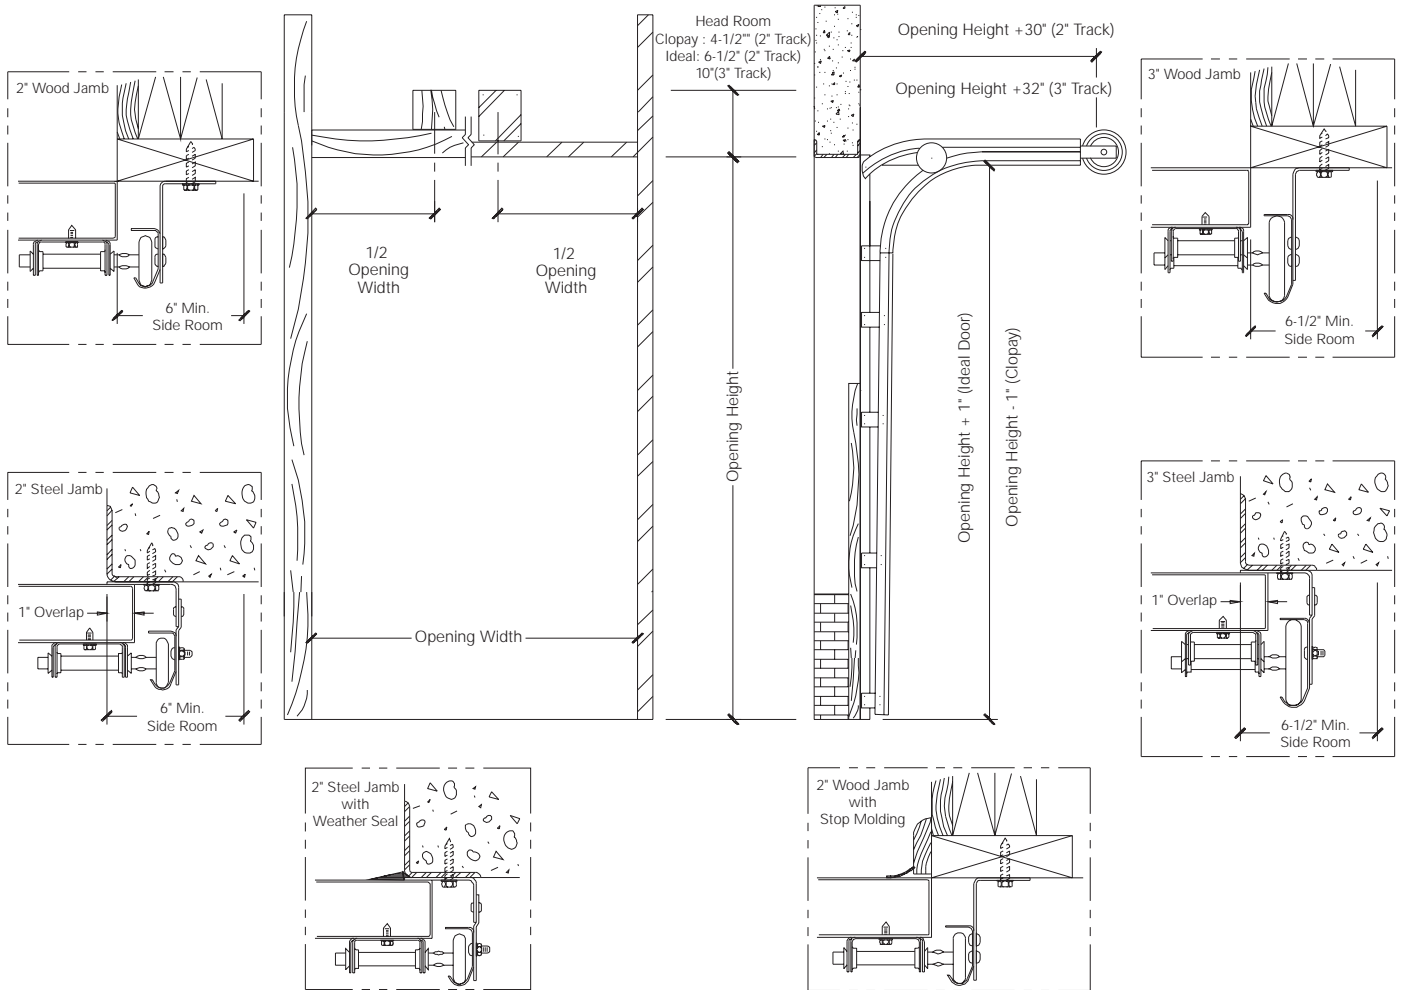 Head Room
Clopay : 4-1/2"" (2" Track)
Ideal: 6-1/2" (2" Track)
10"(3" Track)
Opening Height +30" (2" Track)
Opening Height +32" (3" Track)
2" Wood Jamb
6" Min.
Side Room
1/2
Opening
Width
1/2
Opening
Width
Opening Height
Opening Height + 1" (Ideal Door)
Opening Height - 1" (Clopay)
3" Wood Jamb
6-1/2" Min.
Side Room
2" Steel Jamb
1" Overlap
6" Min.
Side Room
Opening Width
3" Steel Jamb
1" Overlap
6-1/2" Min.
Side Room
2" Steel Jamb
with
Weather Seal
2" Wood Jamb
with
Stop Molding